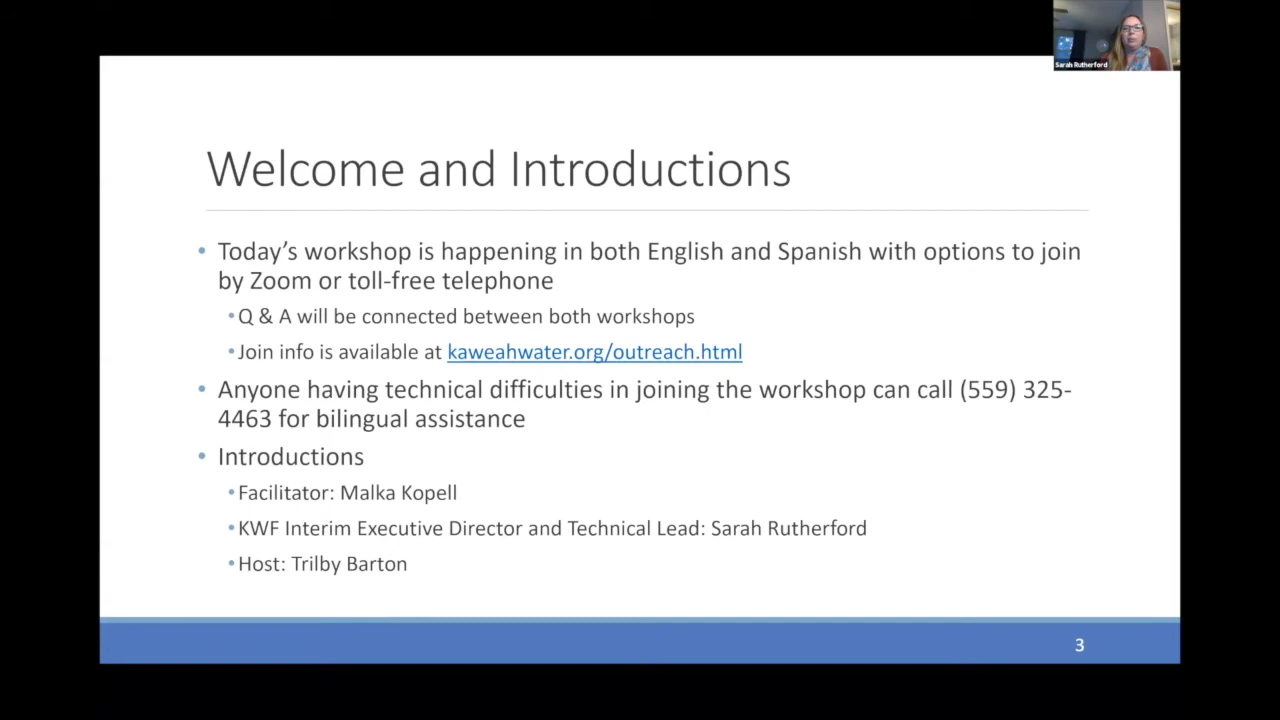 Sarah Rutherford
Welcome and Introductions
• Today’s workshop is happening in both English and Spanish with options to join
by Zoom or toll-free telephone
• Q & A will be connected between both workshops
• Join info is available at kaweahwater.org/outreach.html
• Anyone having technical difficulties in joining the workshop can call (559) 325-
4463 for bilingual assistance
• Introductions
• Facilitator: Malka Kopell
• KWF Interim Executive Director and Technical Lead: Sarah Rutherford
• Host: Trilby Barton
3